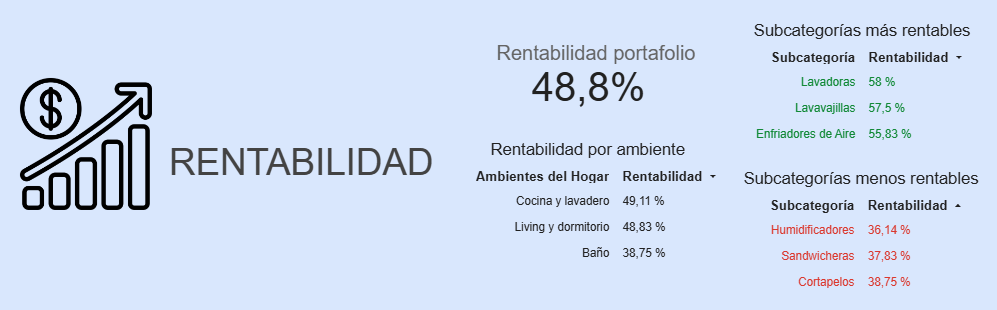 $
RENTABILIDAD
Rentabilidad portafolio
48,8%
Rentabilidad por ambiente
Ambientes del Hogar Rentabilidad
Cocina y lavadero 49,11 %
Living y dormitorio 48,83 %
Baño 38,75 %
Subcategorías más rentables
Subcategoría Rentabilidad
Lavadoras 58 %
Lavavajillas 57,5 %
Enfriadores de Aire 55,83 %
Subcategorías menos rentables
Subcategoría Rentabilidad
Humidificadores 36,14 %
Sandwicheras 37,83 %
Cortapelos 38,75 %